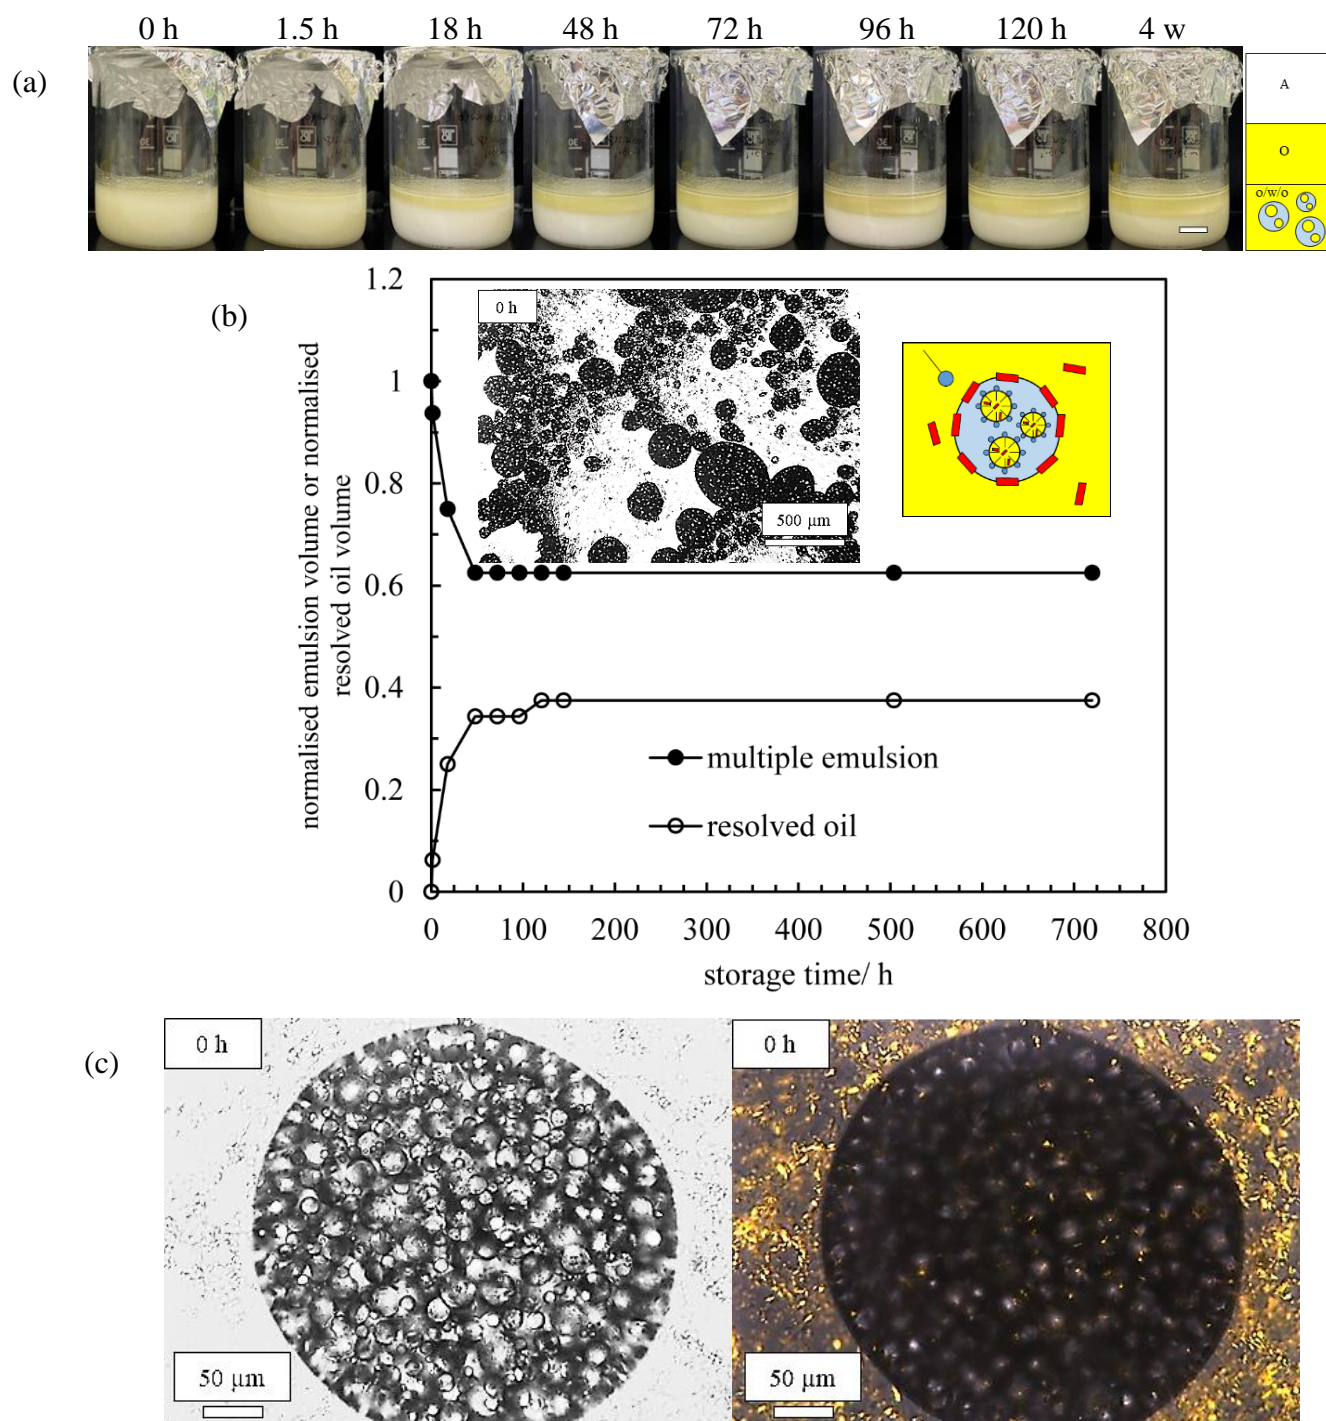 0 h 1.5 h 18 h 48 h 72 h 96 h 120 h 4 w
(a)
A
O
o/w/o
(b)
normalised emulsion volume or normalised
resolved oil volume
1.2
1
0.8
0.6
0.4
0.2
0
0 h
500 µm
multiple emulsion
resolved oil
0 100 200 300 400 500 600 700 800
storage time/ h
(c)
0 h
50 µm
0 h
50 µm